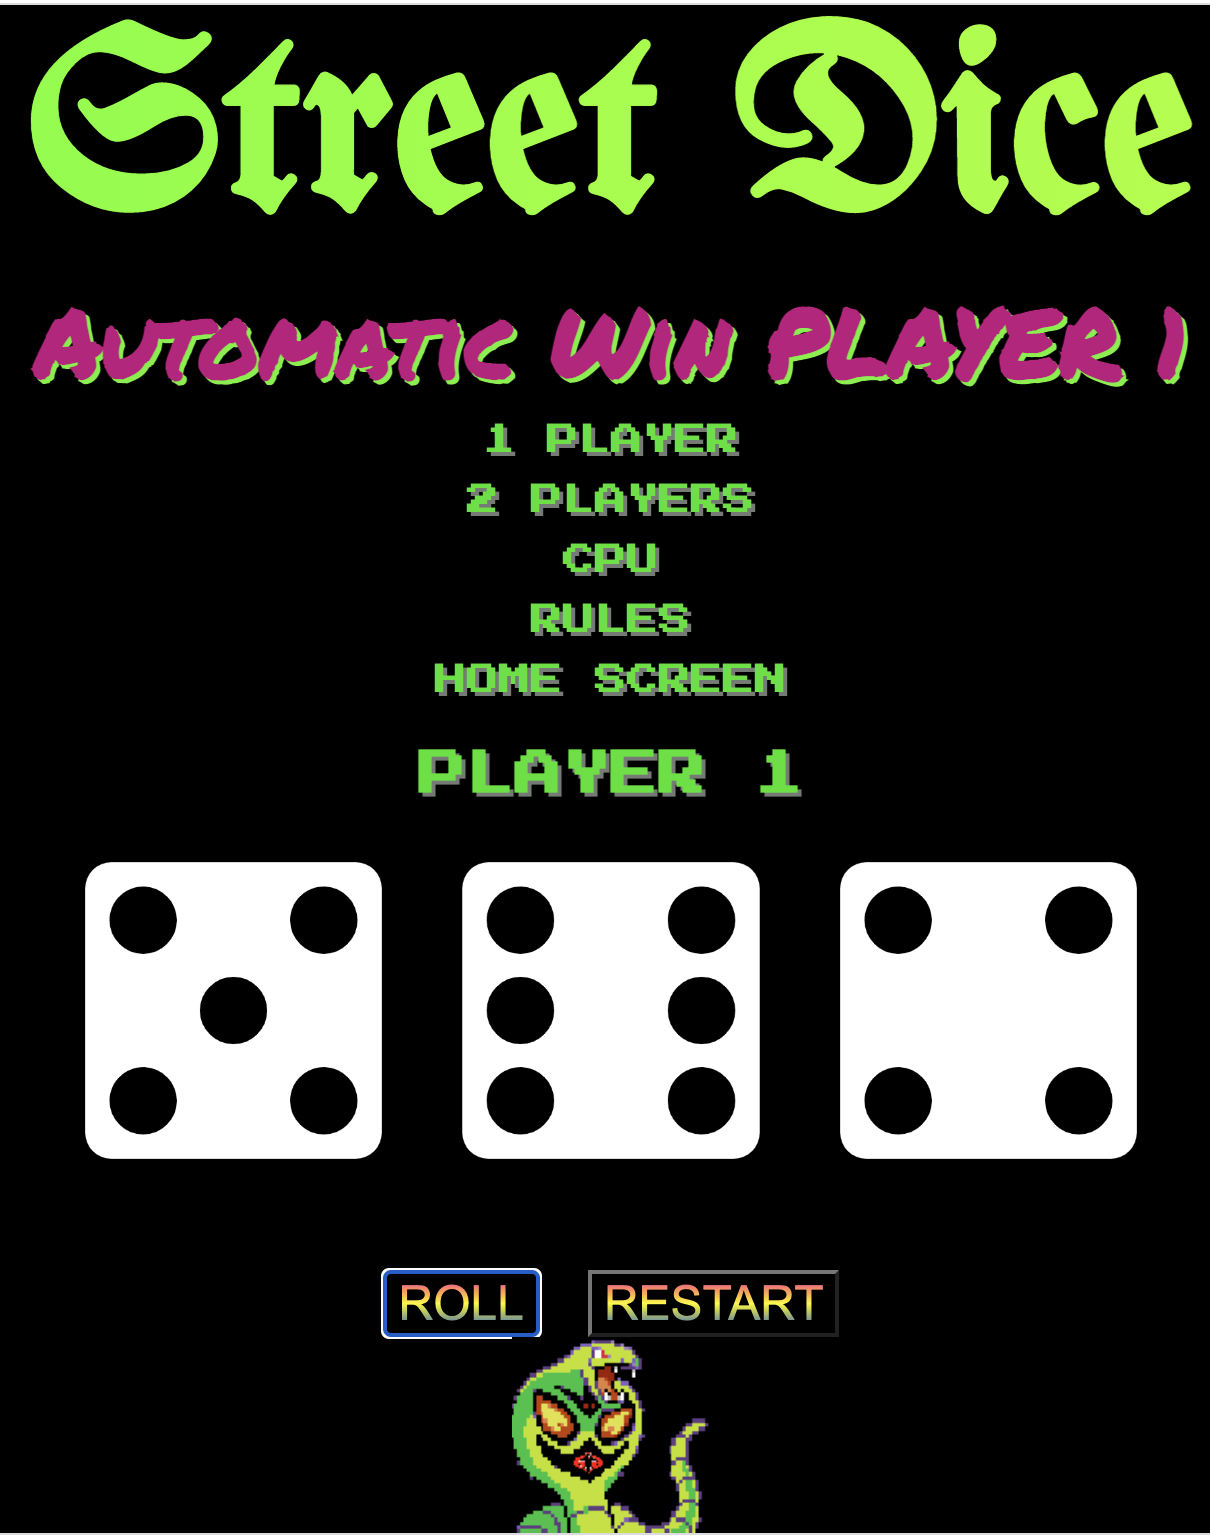 Street Dice
Automatic Win PLAYER 1
1 PLAYER
2 PLAYERS
CPU
RULES
HOME SCREEN
PLAYER 1
ROLL RESTART